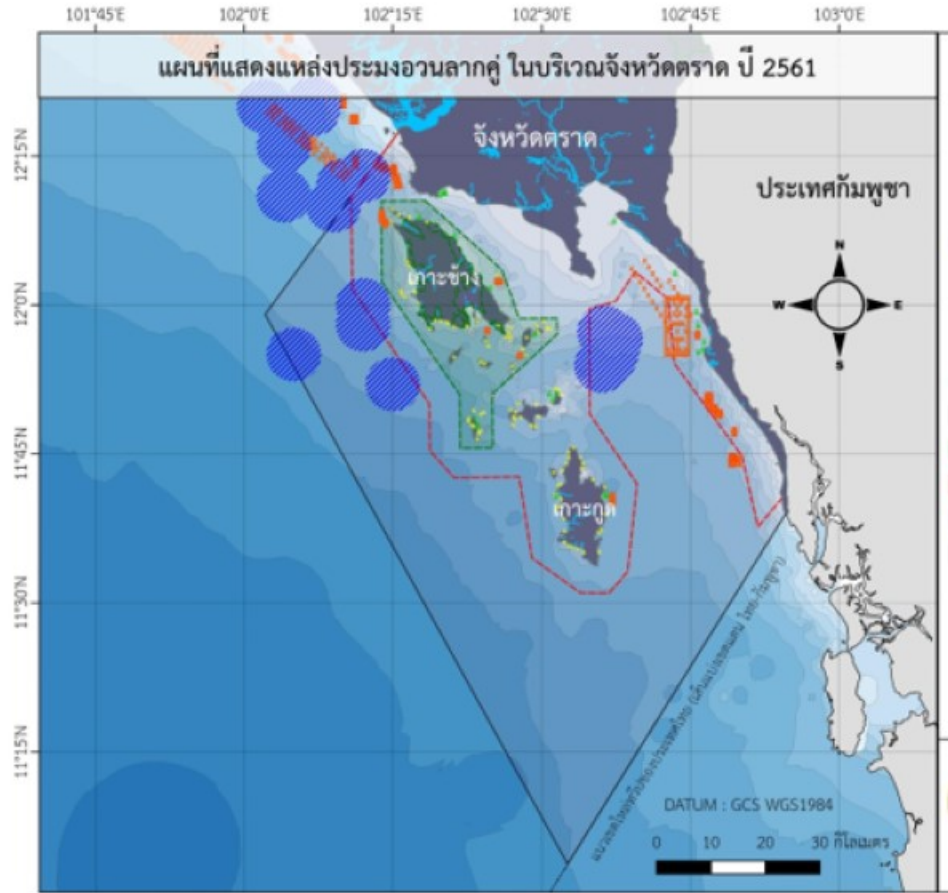 101°45'E 102°0'E 102°15'E 102°30'E 102°45'E 103°0'E
แผนที่แสดงแหล่งประมงอวนลากคู่ ในบริเวณจังหวัดตราด ปี 2561
จังหวัดตราด
12°15'N
ประเทศกัมพูชา
N
เกาะช้าง
12°0'N
W E
S
11°45'N
เกาะกูด
11°30'N
11°15'N
DATUM : GCS WGS1984
0 10 20 30 กิโลเมตร